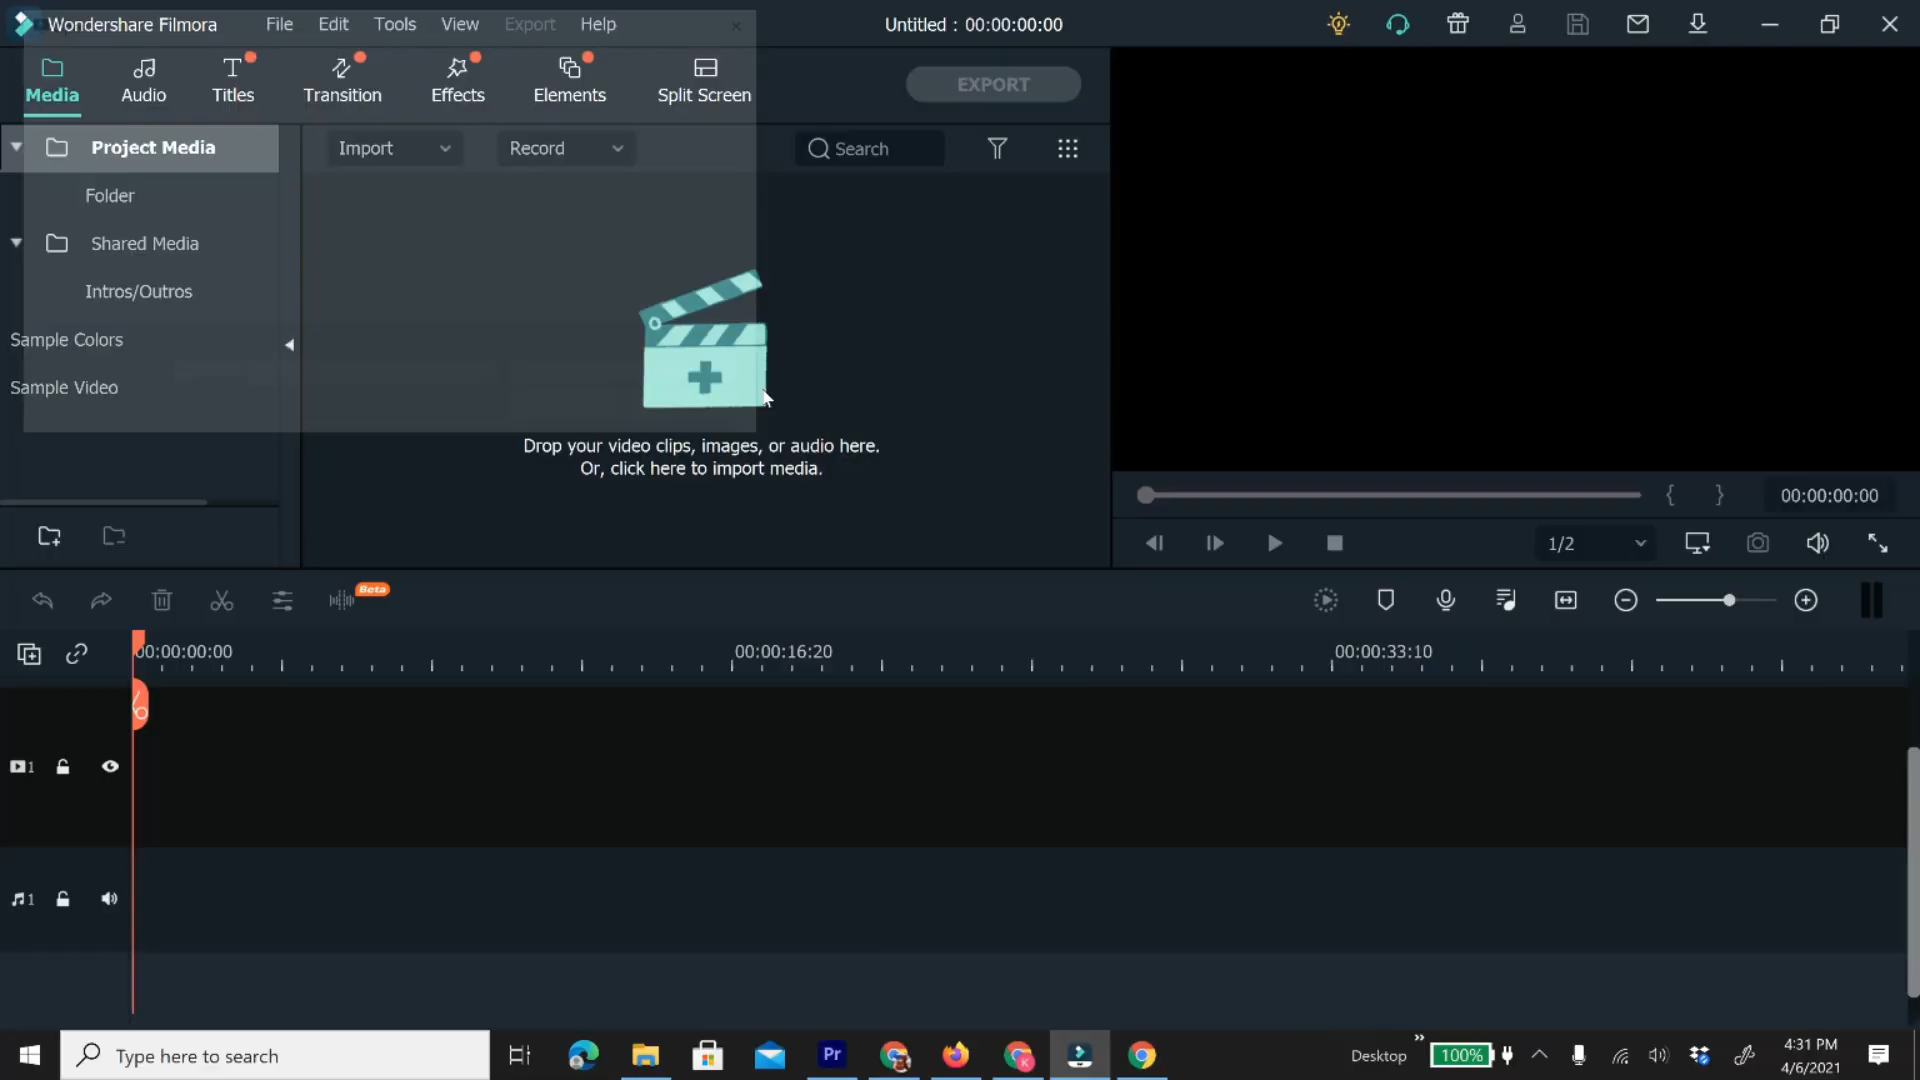 Wondershare Filmora File Edit Tools View Export Help Untitled : 00:00:00:00
Media Audio Titles Transition Effects Elements Split Screen EXPORT
Project Media Import Record Search
Folder
Shared Media
Intros/Outros
Sample Colors
Sample Video
Drop your video clips, images, or audio here.
Or, click here to import media.
{ } 00:00:00:00
1/2
Beta
00:00:00:00 00:00:16:20 00:00:33:10
1
1
Type here to search Pr K Desktop 100% 4:31 PM
4/6/2021